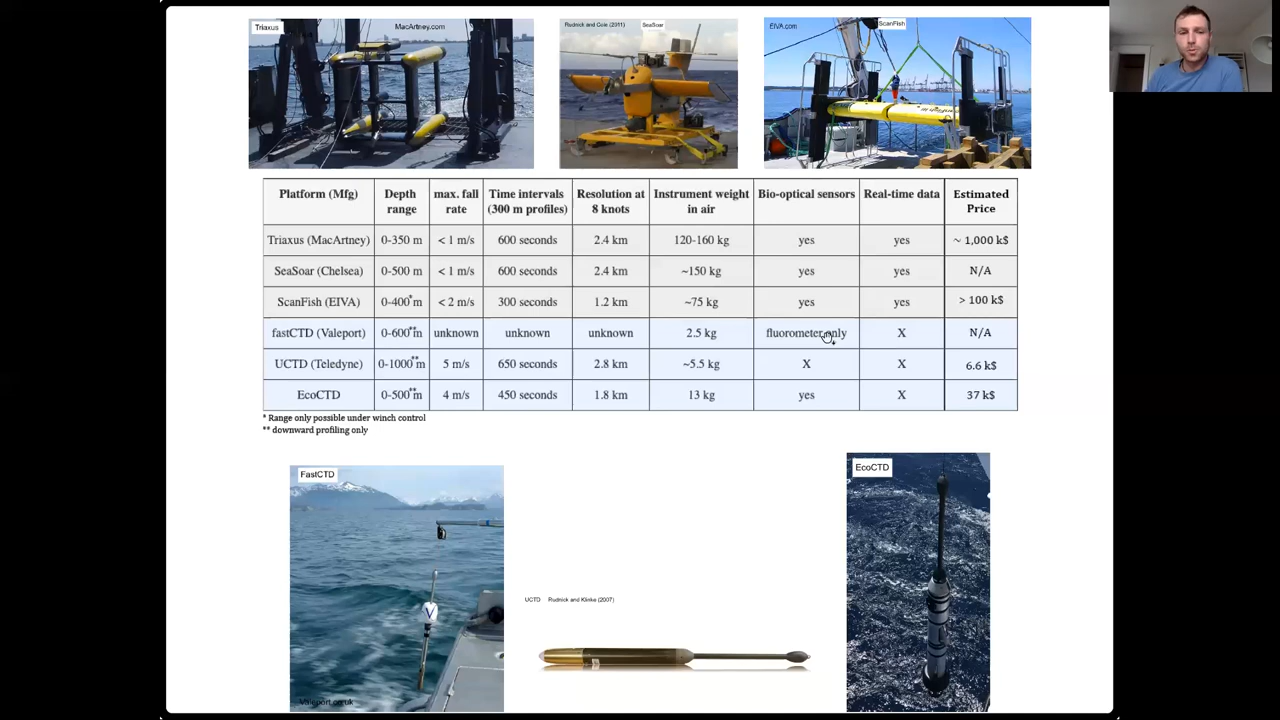 Triaxus
MacArtney.com
Rudnick and Cole (2011)
SeaSoar
EIVA.com
ScanFish
Platform (Mfg) Depth range max. fall rate Time intervals (300 m profiles) Resolution at 8 knots Instrument weight in air Bio-optical sensors Real-time data Estimated Price
Triaxus (MacArtney) 0-350 m < 1 m/s 600 seconds 2.4 km 120-160 kg yes yes ~ 1,000 k$
SeaSoar (Chelsea) 0-500 m < 1 m/s 600 seconds 2.4 km ~150 kg yes yes N/A
ScanFish (EIVA) 0-400* m < 2 m/s 300 seconds 1.2 km ~75 kg yes yes > 100 k$
fastCTD (Valeport) 0-600** m unknown unknown unknown 2.5 kg fluorometer only X N/A
UCTD (Teledyne) 0-1000** m 5 m/s 650 seconds 2.8 km ~5.5 kg X X 6.6 k$
EcoCTD 0-500** m 4 m/s 450 seconds 1.8 km 13 kg yes X 37 k$
* Range only possible under winch control
** downward profiling only
FastCTD
EcoCTD
UCTD Rudnick and Klinke (2007)
V
Valeport.co.uk